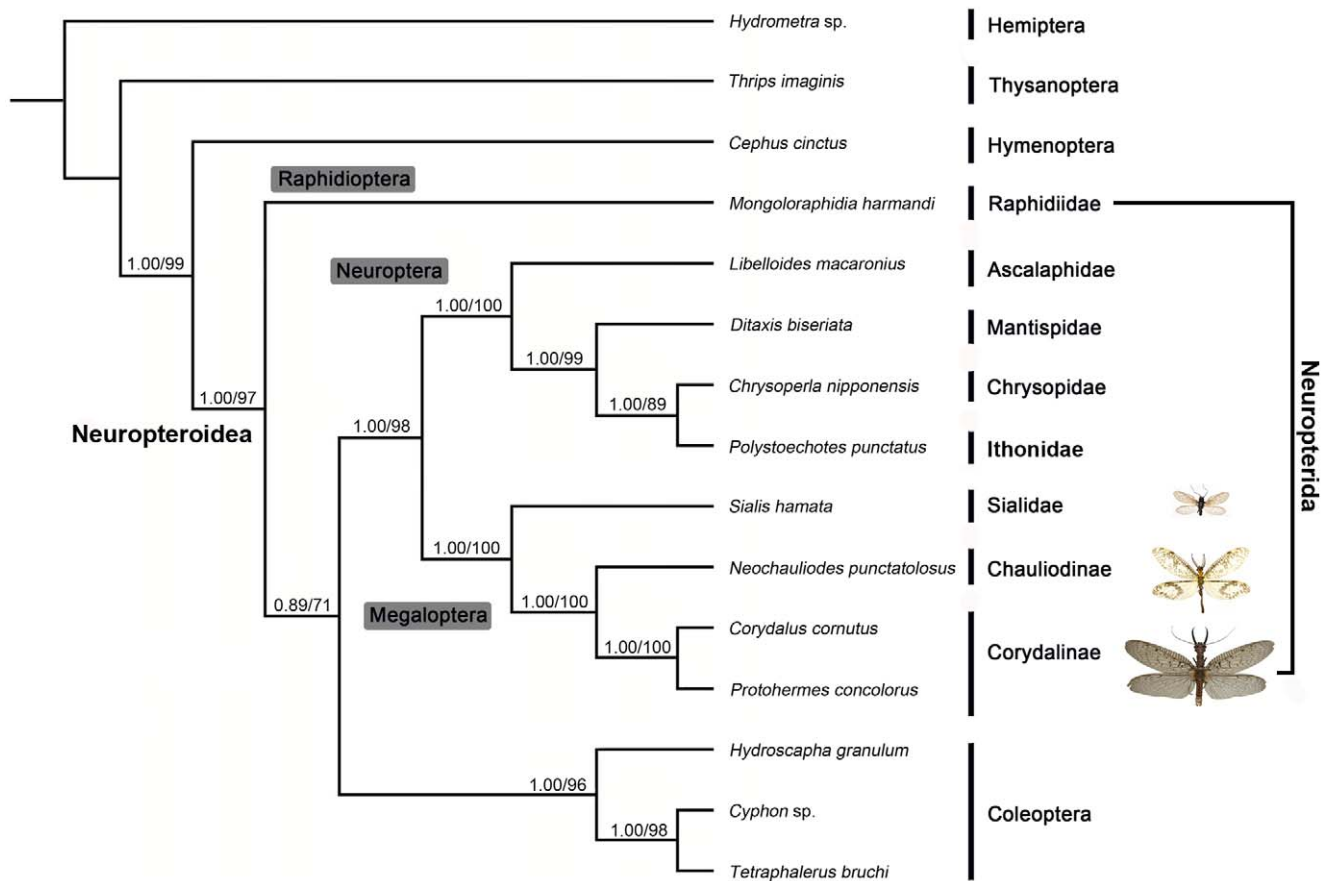 Hydrometra sp. Hemiptera
Thrips imaginis Thysanoptera
Cephus cinctus Hymenoptera
Raphidioptera
Mongoloraphidia harmandi Raphidiidae
1.00/99
Neuroptera
Libelloides macaronius Ascalaphidae
1.00/100
Ditaxis biseriata Mantispidae
1.00/99
Chrysoperla nipponensis Chrysopidae
1.00/97
1.00/89
Neuropteroidea
1.00/98
Polystoechotes punctatus Ithonidae
Neuropterida
Sialis hamata Sialidae
1.00/100
Neochauliodes punctatolosus Chauliodinae
0.89/71
1.00/100
Megaloptera
Corydalus cornutus
1.00/100
Corydalinae
Protohermes concolorus
Hydroscapha granulum
1.00/96
Cyphon sp.
Coleoptera
1.00/98
Tetraphalerus bruchi